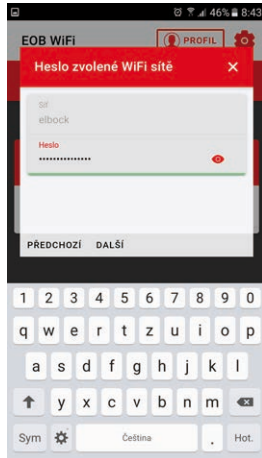 46% 8:43
EOB WiFi PROFIL
Heslo zvolené WiFi sítě ×
Síť
elbock
Heslo
•••••••••••••••
PŘEDCHOZÍ DALŠÍ
1 2 3 4 5 6 7 8 9 0
q w e r t z u i o p
a s d f g h j k l
y x c v b n m
Sym Čeština . Hot.